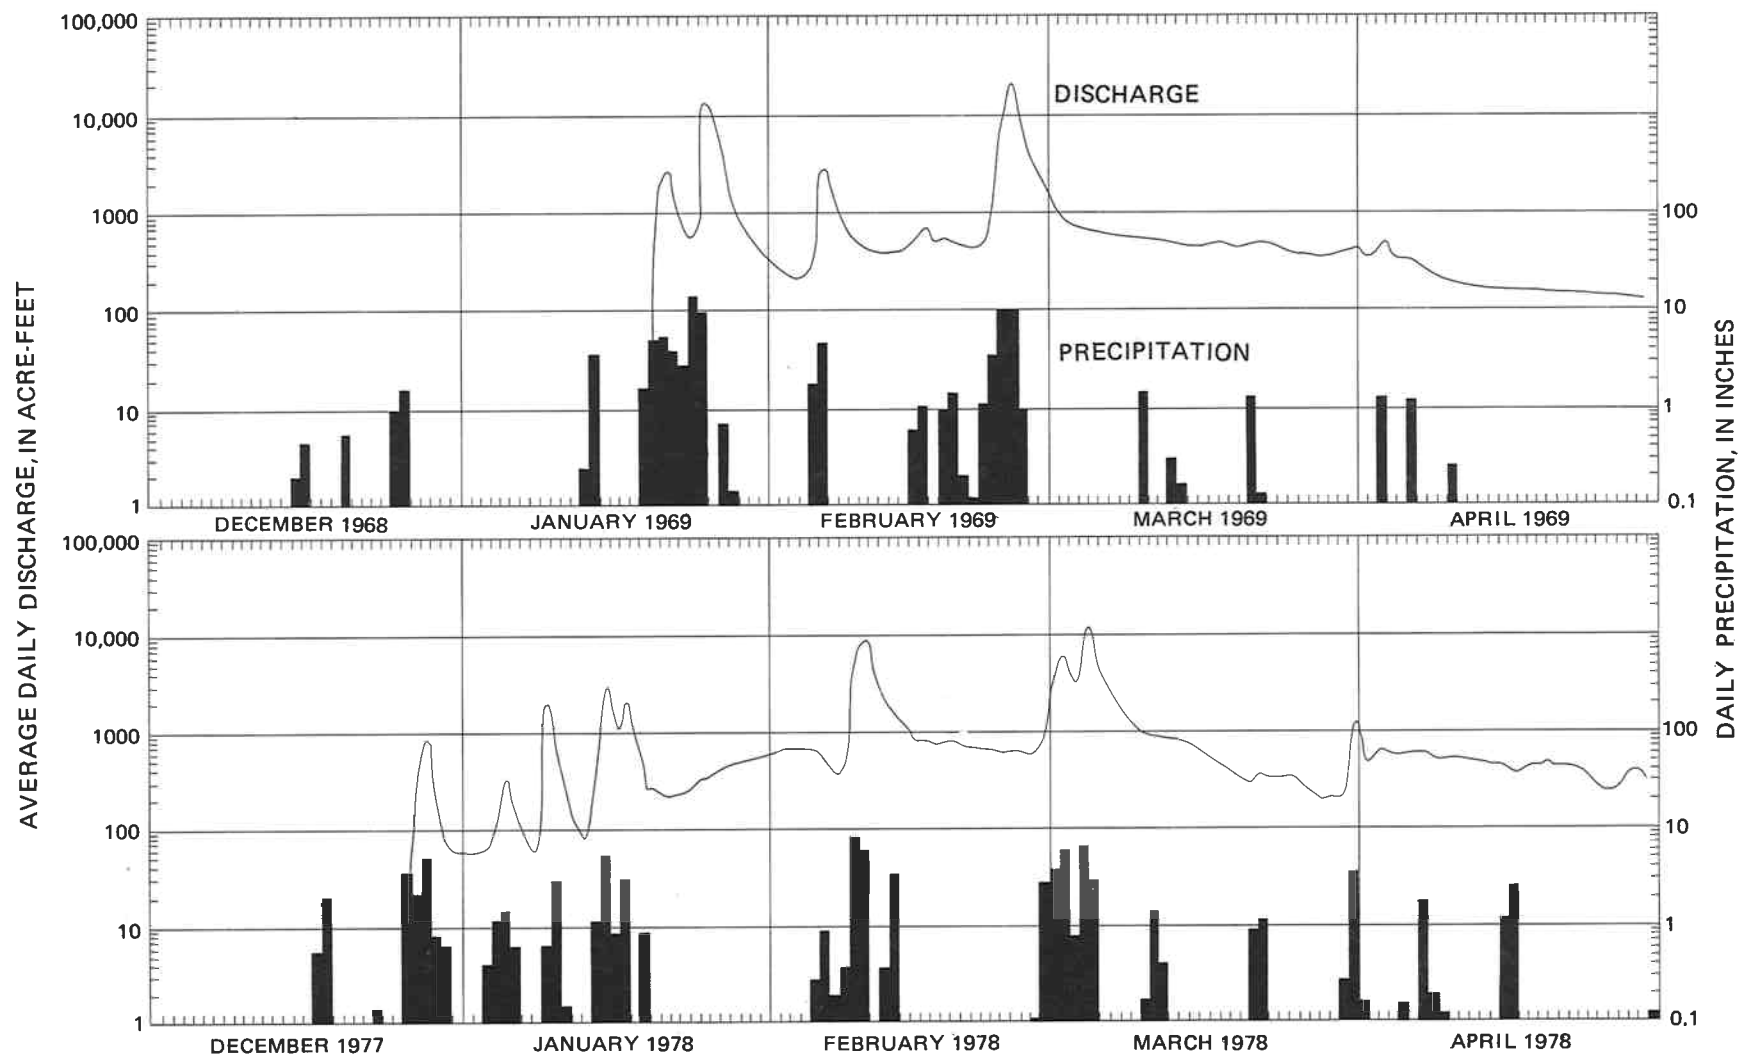 100,000
10,000
1000
100
10
1
100
10
1
0.1
DISCHARGE
PRECIPITATION
DECEMBER 1968
JANUARY 1969
FEBRUARY 1969
MARCH 1969
APRIL 1969
100,000
10,000
1000
100
10
1
100
10
1
0.1
DECEMBER 1977
JANUARY 1978
FEBRUARY 1978
MARCH 1978
APRIL 1978
AVERAGE DAILY DISCHARGE, IN ACRE-FEET
DAILY PRECIPITATION, IN INCHES